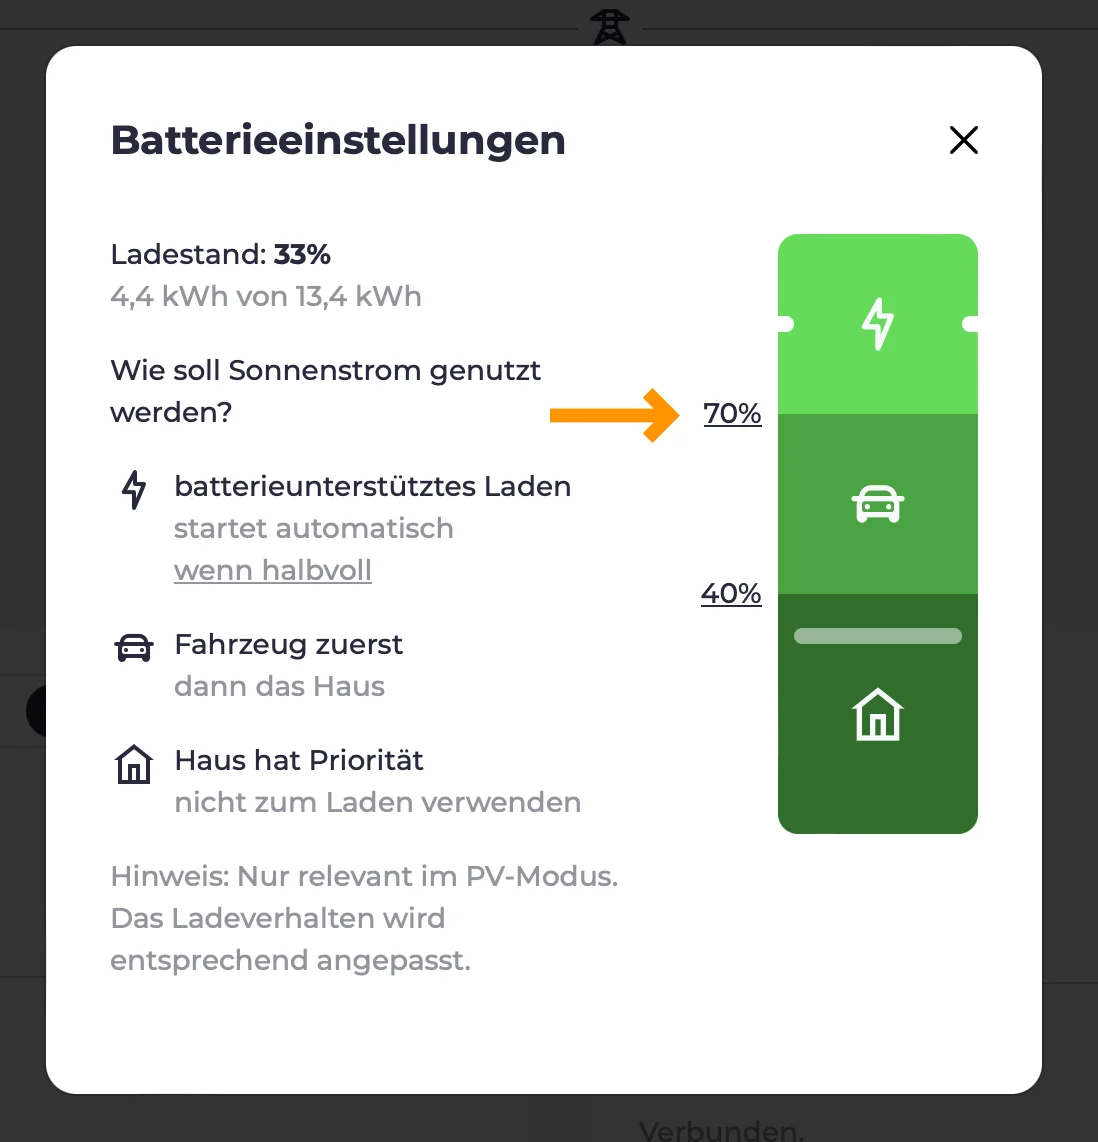 Batterieeinstellungen
Ladestand: 33%
4,4 kWh von 13,4 kWh
Wie soll Sonnenstrom genutzt
werden?
70%
batterieunterstütztes Laden
startet automatisch
wenn halbvoll
40%
Fahrzeug zuerst
dann das Haus
Haus hat Priorität
nicht zum Laden verwenden
Hinweis: Nur relevant im PV-Modus.
Das Ladeverhalten wird
entsprechend angepasst.
Verbunden.